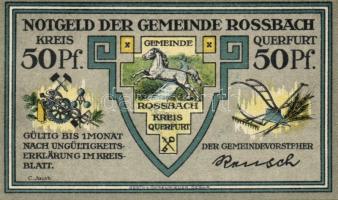 NOTGELD DER GEMEINDE ROSSBACH
KREIS
QUERFURT
50 Pf.
50 Pf.
GEMEINDE
ROSSBACH
KREIS
QUERFURT
GÜLTIG BIS 1 MONAT
NACH UNGÜLTIGKEITS-
ERKLÄRUNG IM KREIS-
BLATT.
DER GEMEINDEVORSTEHER
Rensch